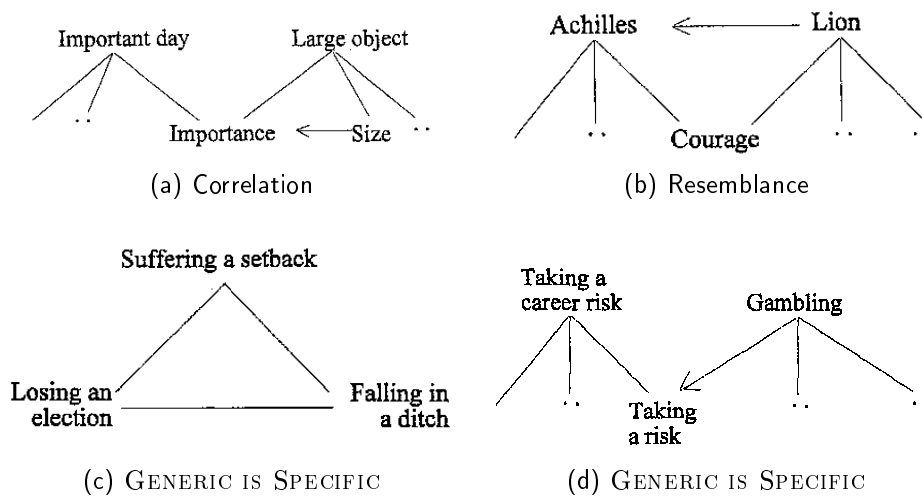 Important day
Large object
Importance
Size
(a) Correlation
Achilles
Lion
Courage
(b) Resemblance
Suffering a setback
Losing an
election
Falling in
a ditch
(c) GENERIC IS SPECIFIC
Taking a
career risk
Gambling
Taking
a risk
(d) GENERIC IS SPECIFIC